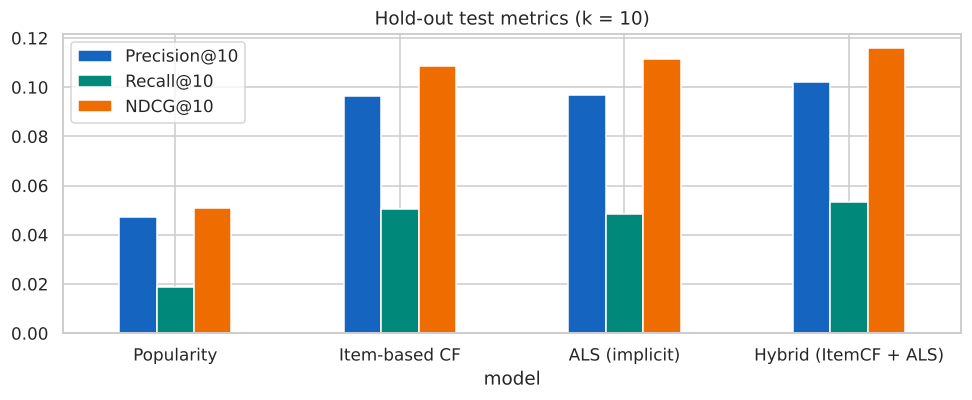 Hold-out test metrics (k = 10)
0.12
0.10
0.08
0.06
0.04
0.02
0.00
Precision@10
Recall@10
NDCG@10
Popularity
Item-based CF
ALS (implicit)
Hybrid (ItemCF + ALS)
model